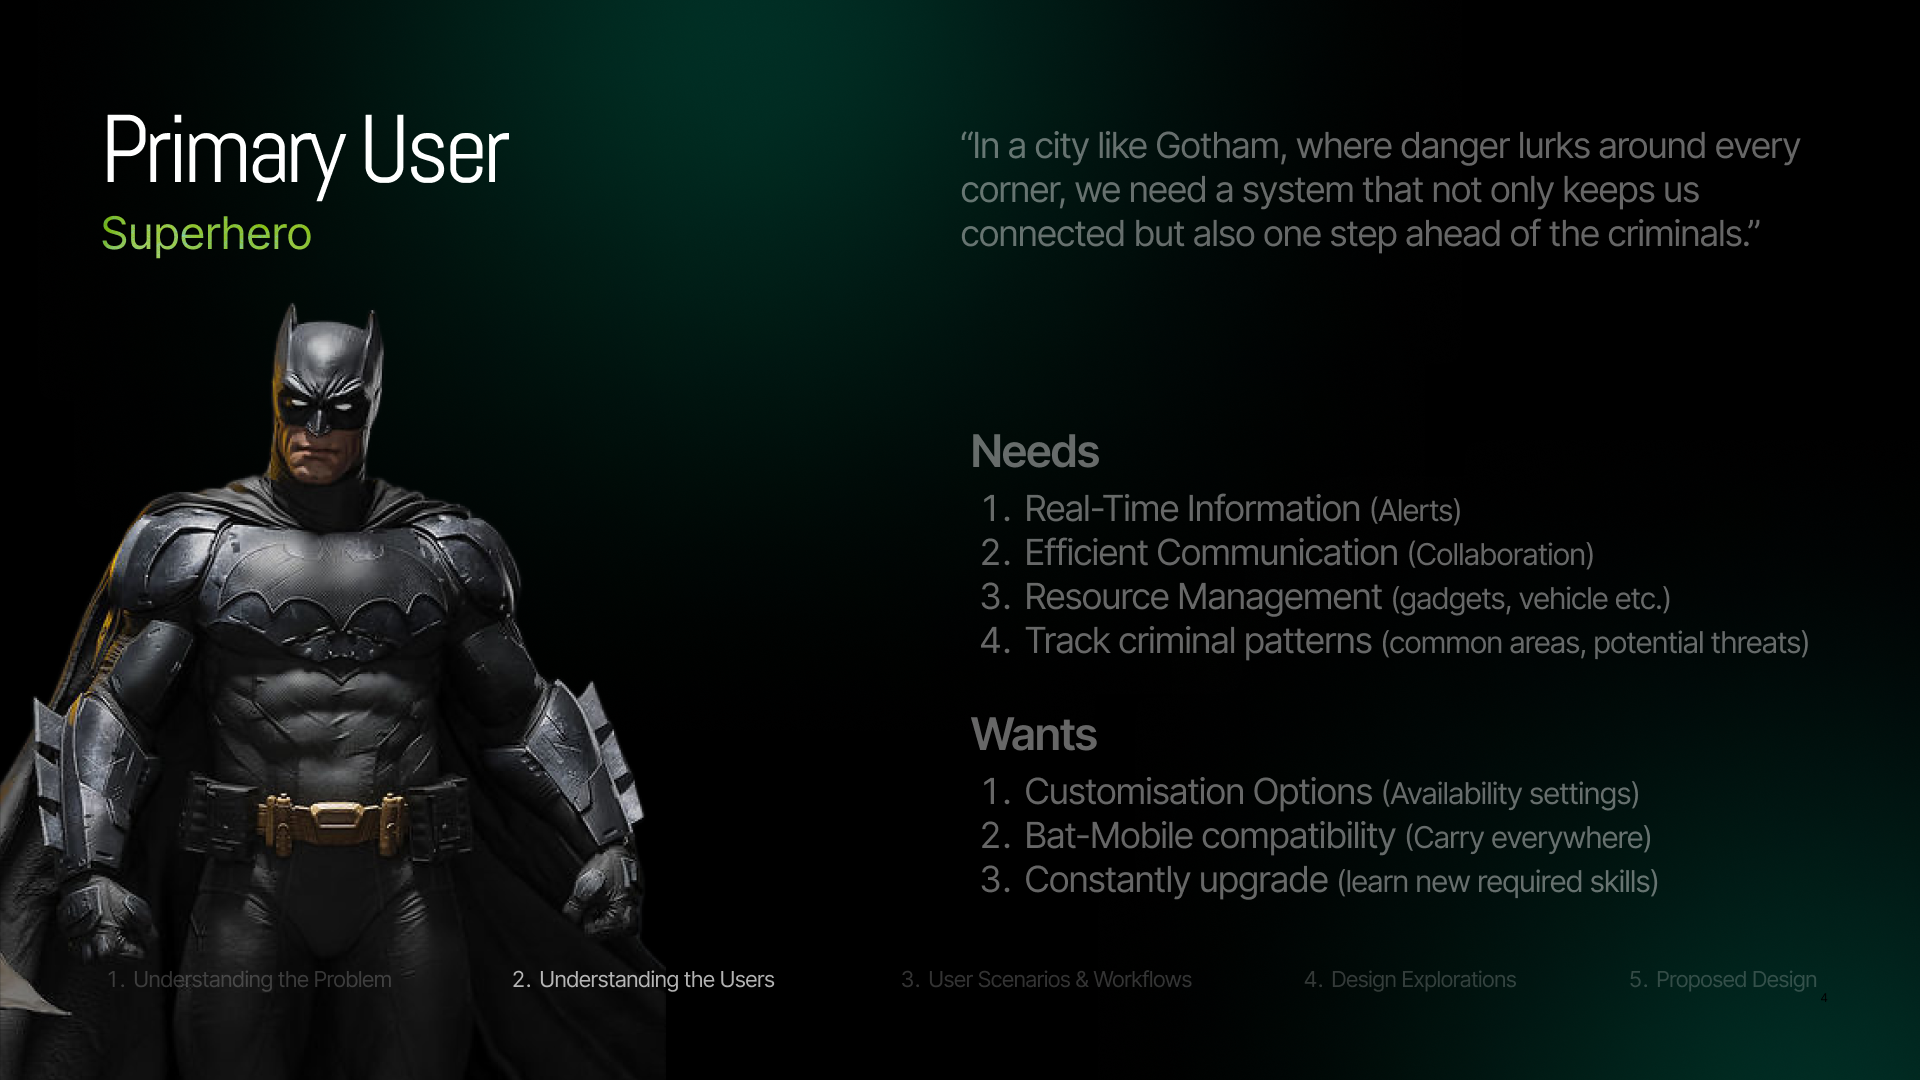 Primary User
Superhero
“In a city like Gotham, where danger lurks around every
corner, we need a system that not only keeps us
connected but also one step ahead of the criminals.”
Needs
1. Real-Time Information (Alerts)
2. Efficient Communication (Collaboration)
3. Resource Management (gadgets, vehicle etc.)
4. Track criminal patterns (common areas, potential threats)
Wants
1. Customisation Options (Availability settings)
2. Bat-Mobile compatibility (Carry everywhere)
3. Constantly upgrade (learn new required skills)
1. Understanding the Problem
2. Understanding the Users
3. User Scenarios & Workflows
4. Design Explorations
5. Proposed Design
4